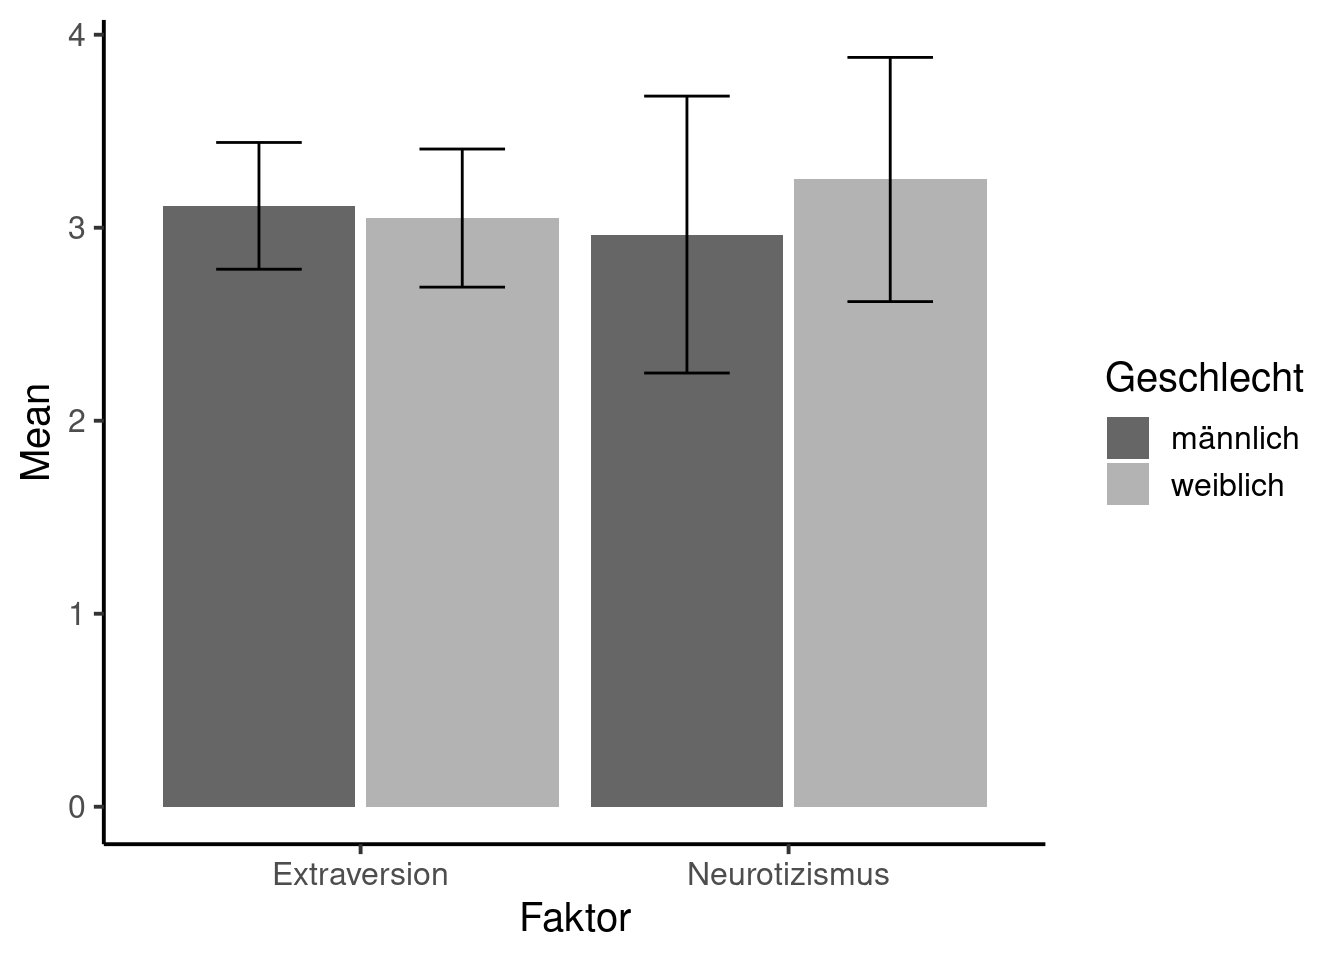 4
3
2
1
0
Mean
Extraversion
Neurotizismus
Faktor
Geschlecht
männlich
weiblich